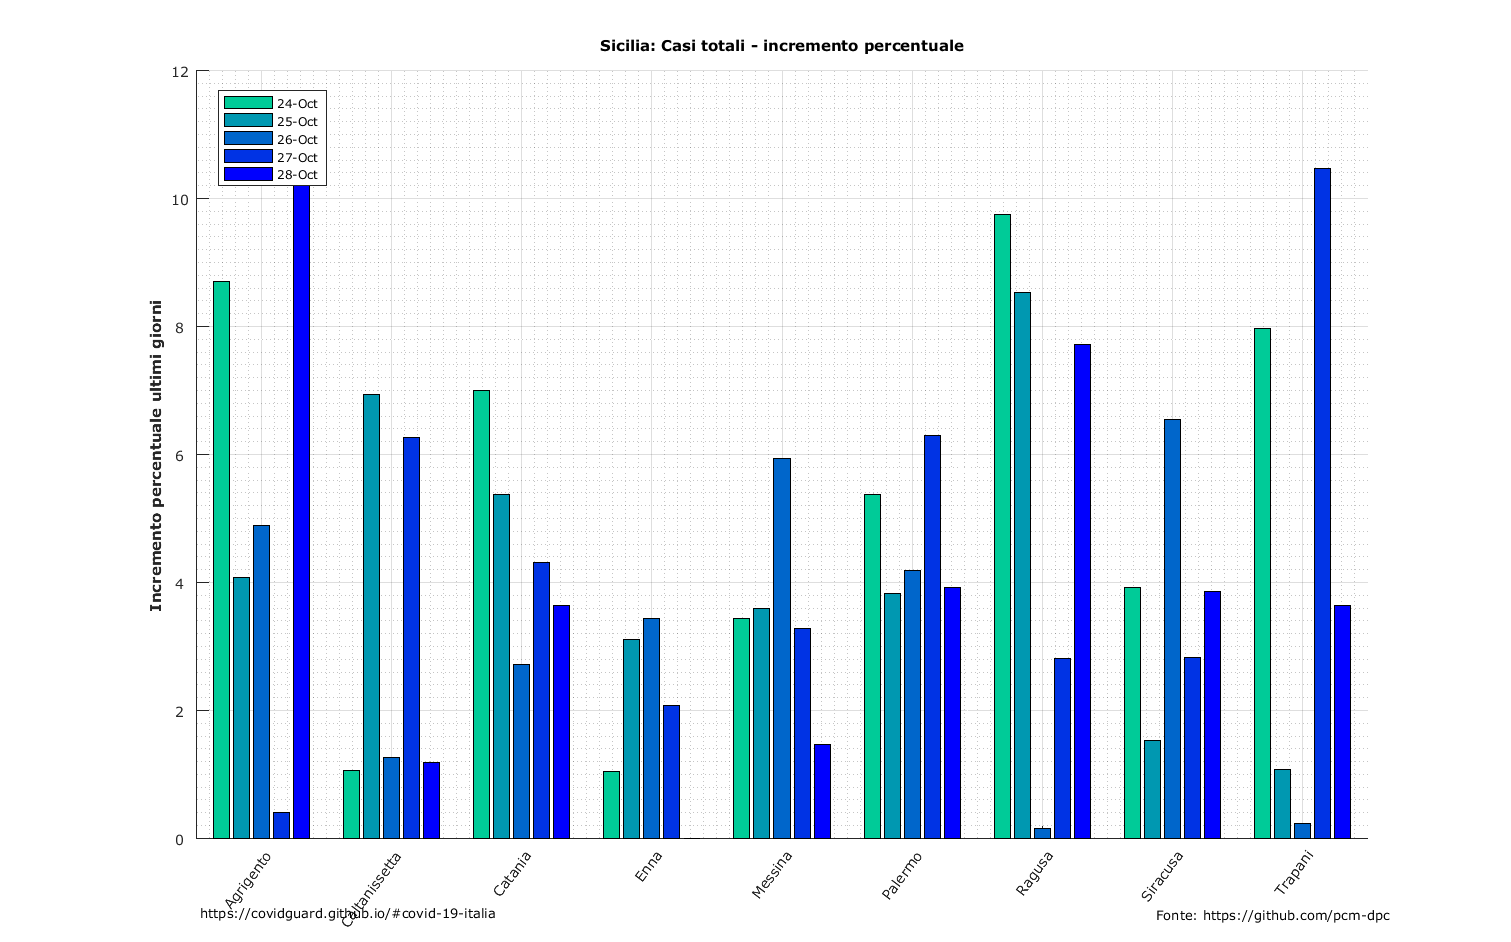 Sicilia: Casi totali - incremento percentuale
12
10
8
6
4
2
0
Incremento percentuale ultimi giorni
24-Oct
25-Oct
26-Oct
27-Oct
28-Oct
Agrigento
Caltanissetta
Catania
Enna
Messina
Palermo
Ragusa
Siracusa
Trapani
https://covidguard.github.io/#covid-19-italia
Fonte: https://github.com/pcm-dpc